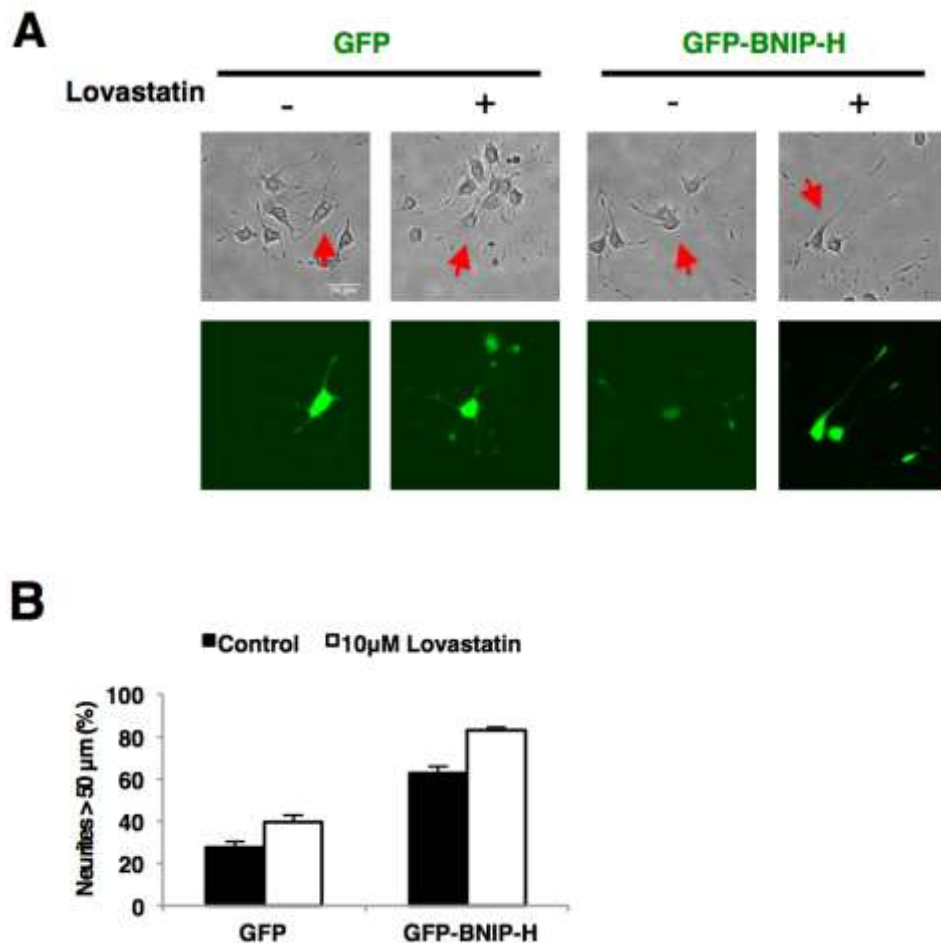 A
GFP GFP-BNIP-H
Lovastatin - + - +
B
Control 10µM Lovastatin
Neurites > 50 µm (%)
100
80
60
40
20
0
GFP GFP-BNIP-H